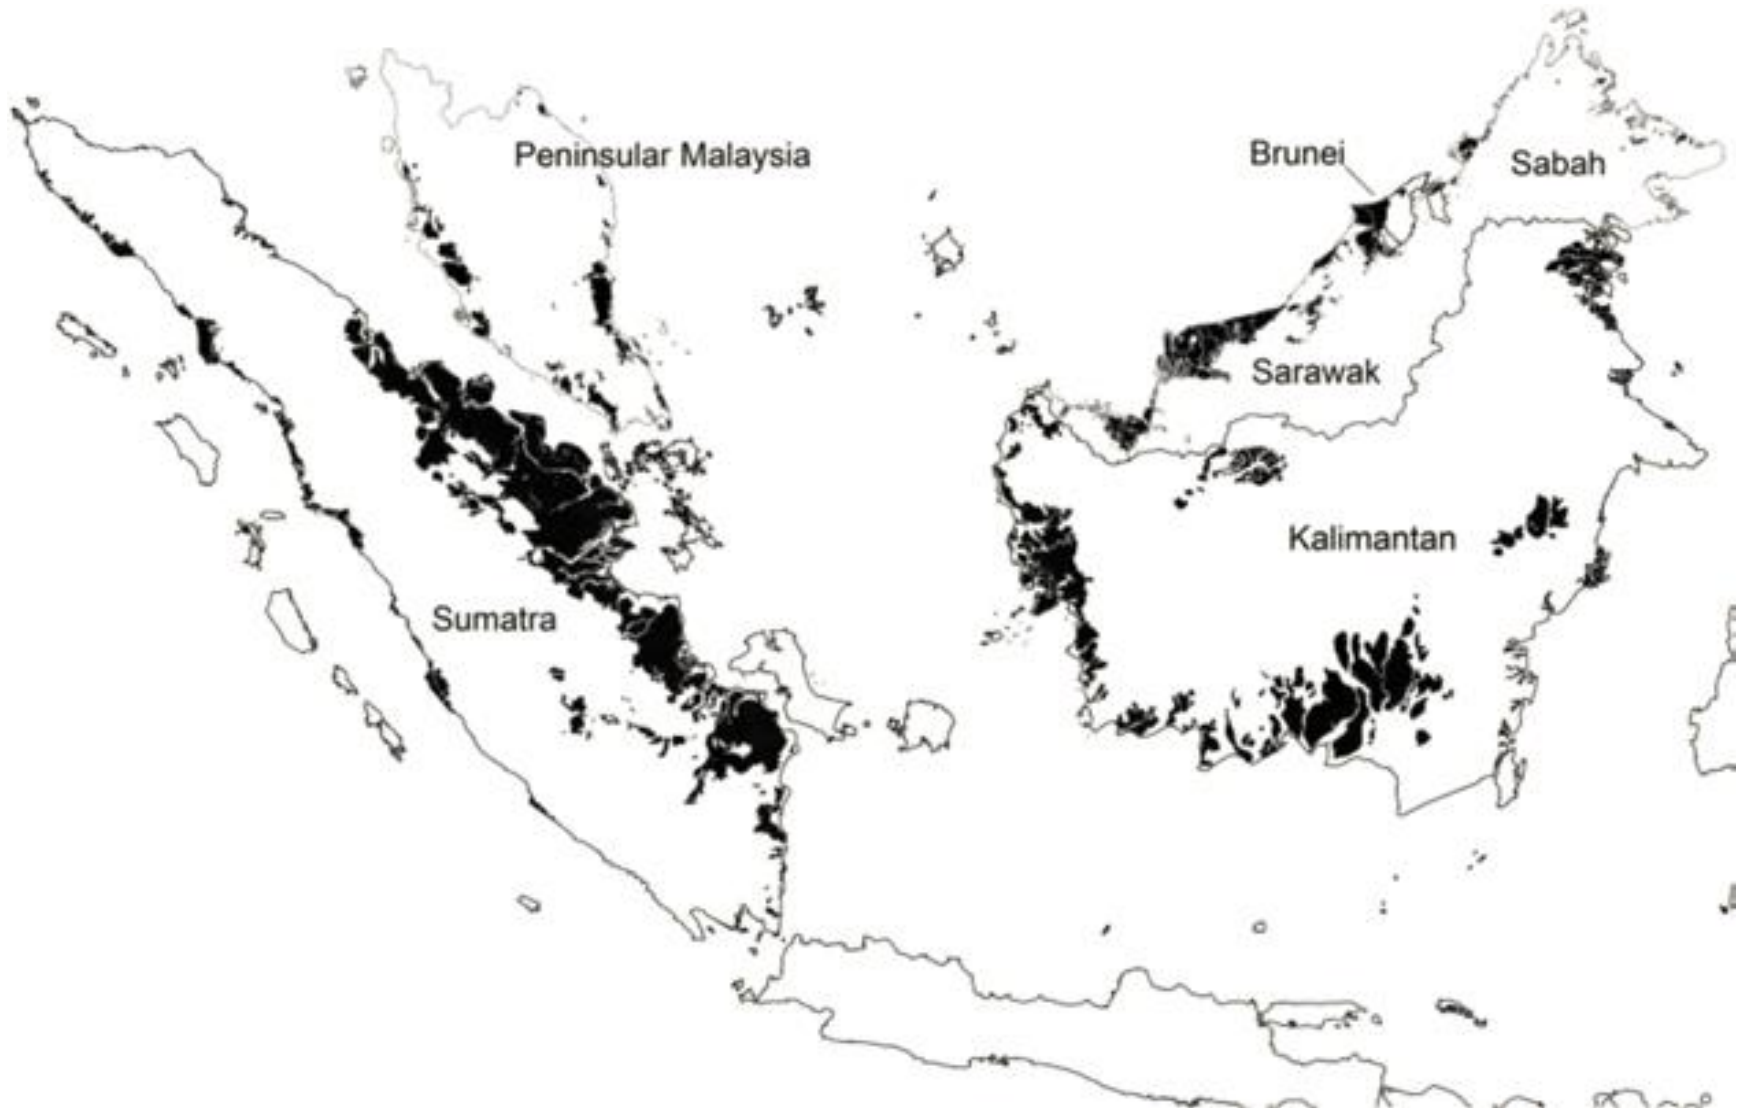 Peninsular Malaysia
Brunei
Sabah
Sarawak
Kalimantan
Sumatra